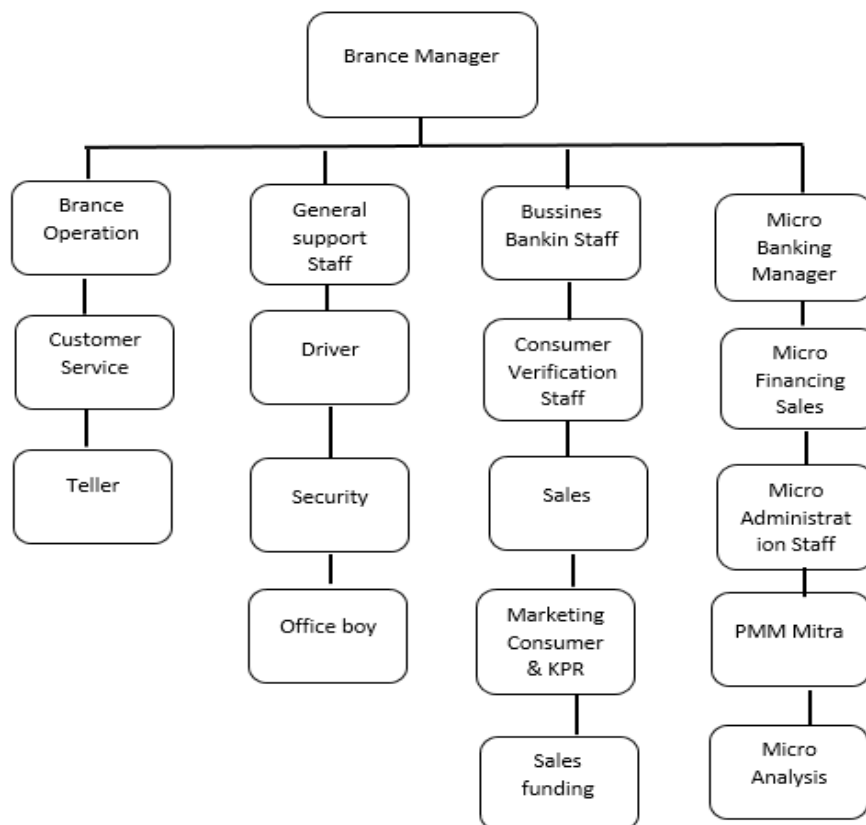 Brance Manager
Brance
Operation
General
support
Staff
Bussines
Bankin Staff
Micro
Banking
Manager
Customer
Service
Driver
Consumer
Verification
Staff
Micro
Financing
Sales
Teller
Security
Sales
Micro
Administrat
ion Staff
Office boy
Marketing
Consumer
& KPR
PMM Mitra
Sales
funding
Micro
Analysis